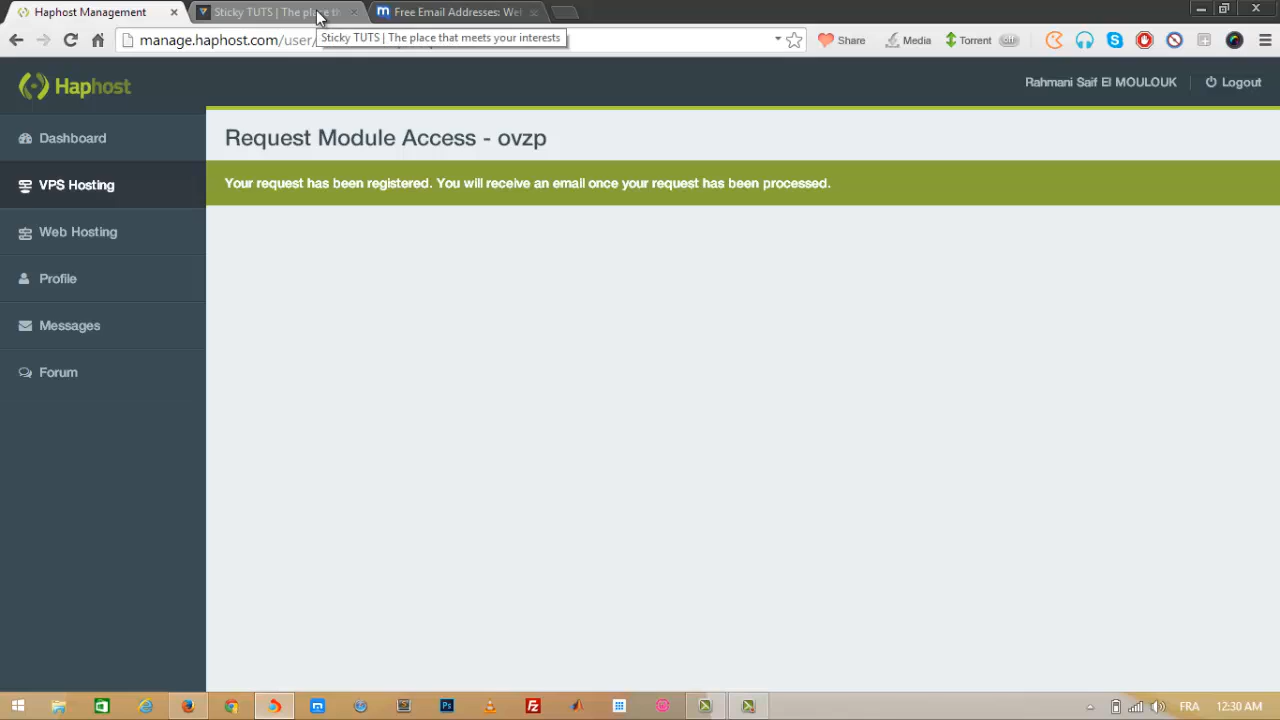 Haphost Management
Sticky TUTS | The place th
Free Email Addresses: Wel
manage.haphost.com/user/
Sticky TUTS | The place that meets your interests
Share
Media
Torrent
Haphost
Rahmani Saif El MOULOUK
Logout
Dashboard
VPS Hosting
Web Hosting
Profile
Messages
Forum
Request Module Access - ovzp
Your request has been registered. You will receive an email once your request has been processed.
FRA
12:30 AM